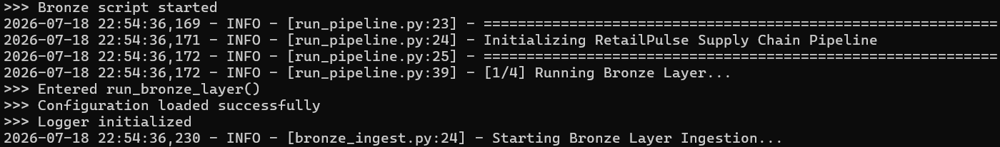 >>> Bronze script started
2026-07-18 22:54:36,169 - INFO - [run_pipeline.py:23] - ============================================================
2026-07-18 22:54:36,171 - INFO - [run_pipeline.py:24] - Initializing RetailPulse Supply Chain Pipeline
2026-07-18 22:54:36,172 - INFO - [run_pipeline.py:25] - ============================================================
2026-07-18 22:54:36,172 - INFO - [run_pipeline.py:39] - [1/4] Running Bronze Layer...
>>> Entered run_bronze_layer()
>>> Configuration loaded successfully
>>> Logger initialized
2026-07-18 22:54:36,230 - INFO - [bronze_ingest.py:24] - Starting Bronze Layer Ingestion...